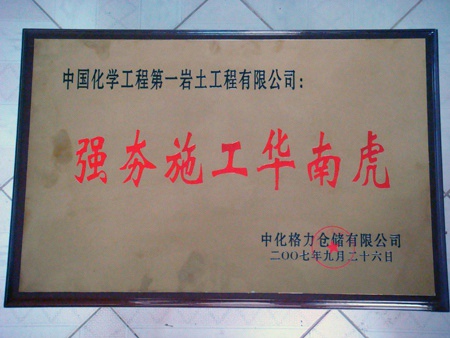 中国化学工程第一岩土工程有限公司:
强夯施工华南虎
中化格力仓储有限公司
二〇〇七年九月二十六日